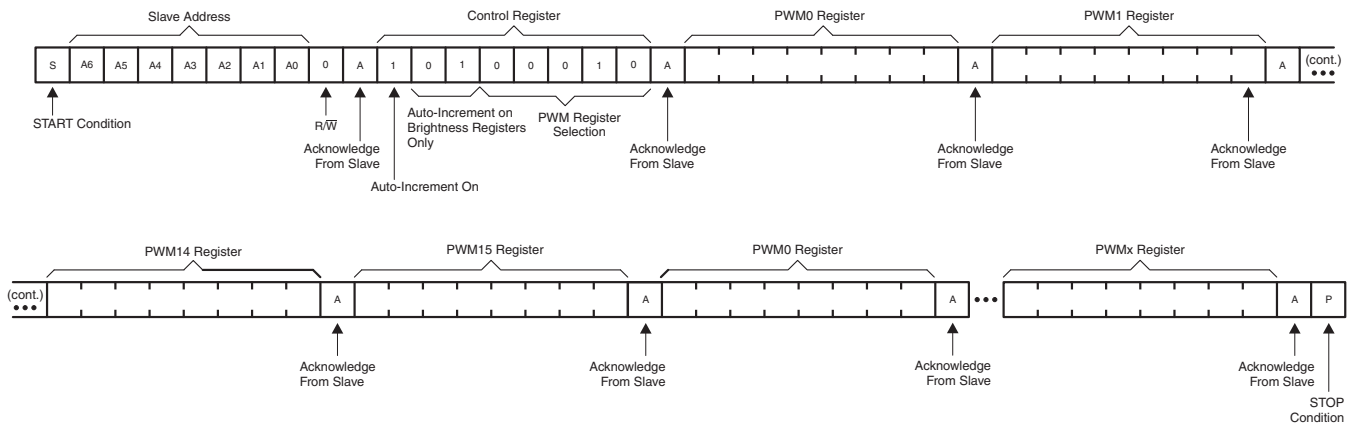 Slave Address
Control Register
PWM0 Register
PWM1 Register
S A6 A5 A4 A3 A2 A1 A0 0 A 1 0 1 0 0 0 1 0 A A A (cont.)
START Condition
R/W
Acknowledge
From Slave
Auto-Increment On
Auto-Increment on
Brightness Registers
Only
PWM Register
Selection
Acknowledge
From Slave
Acknowledge
From Slave
Acknowledge
From Slave
PWM14 Register
PWM15 Register
PWM0 Register
PWMx Register
(cont.) A A A A P
Acknowledge
From Slave
Acknowledge
From Slave
Acknowledge
From Slave
Acknowledge
From Slave
STOP
Condition